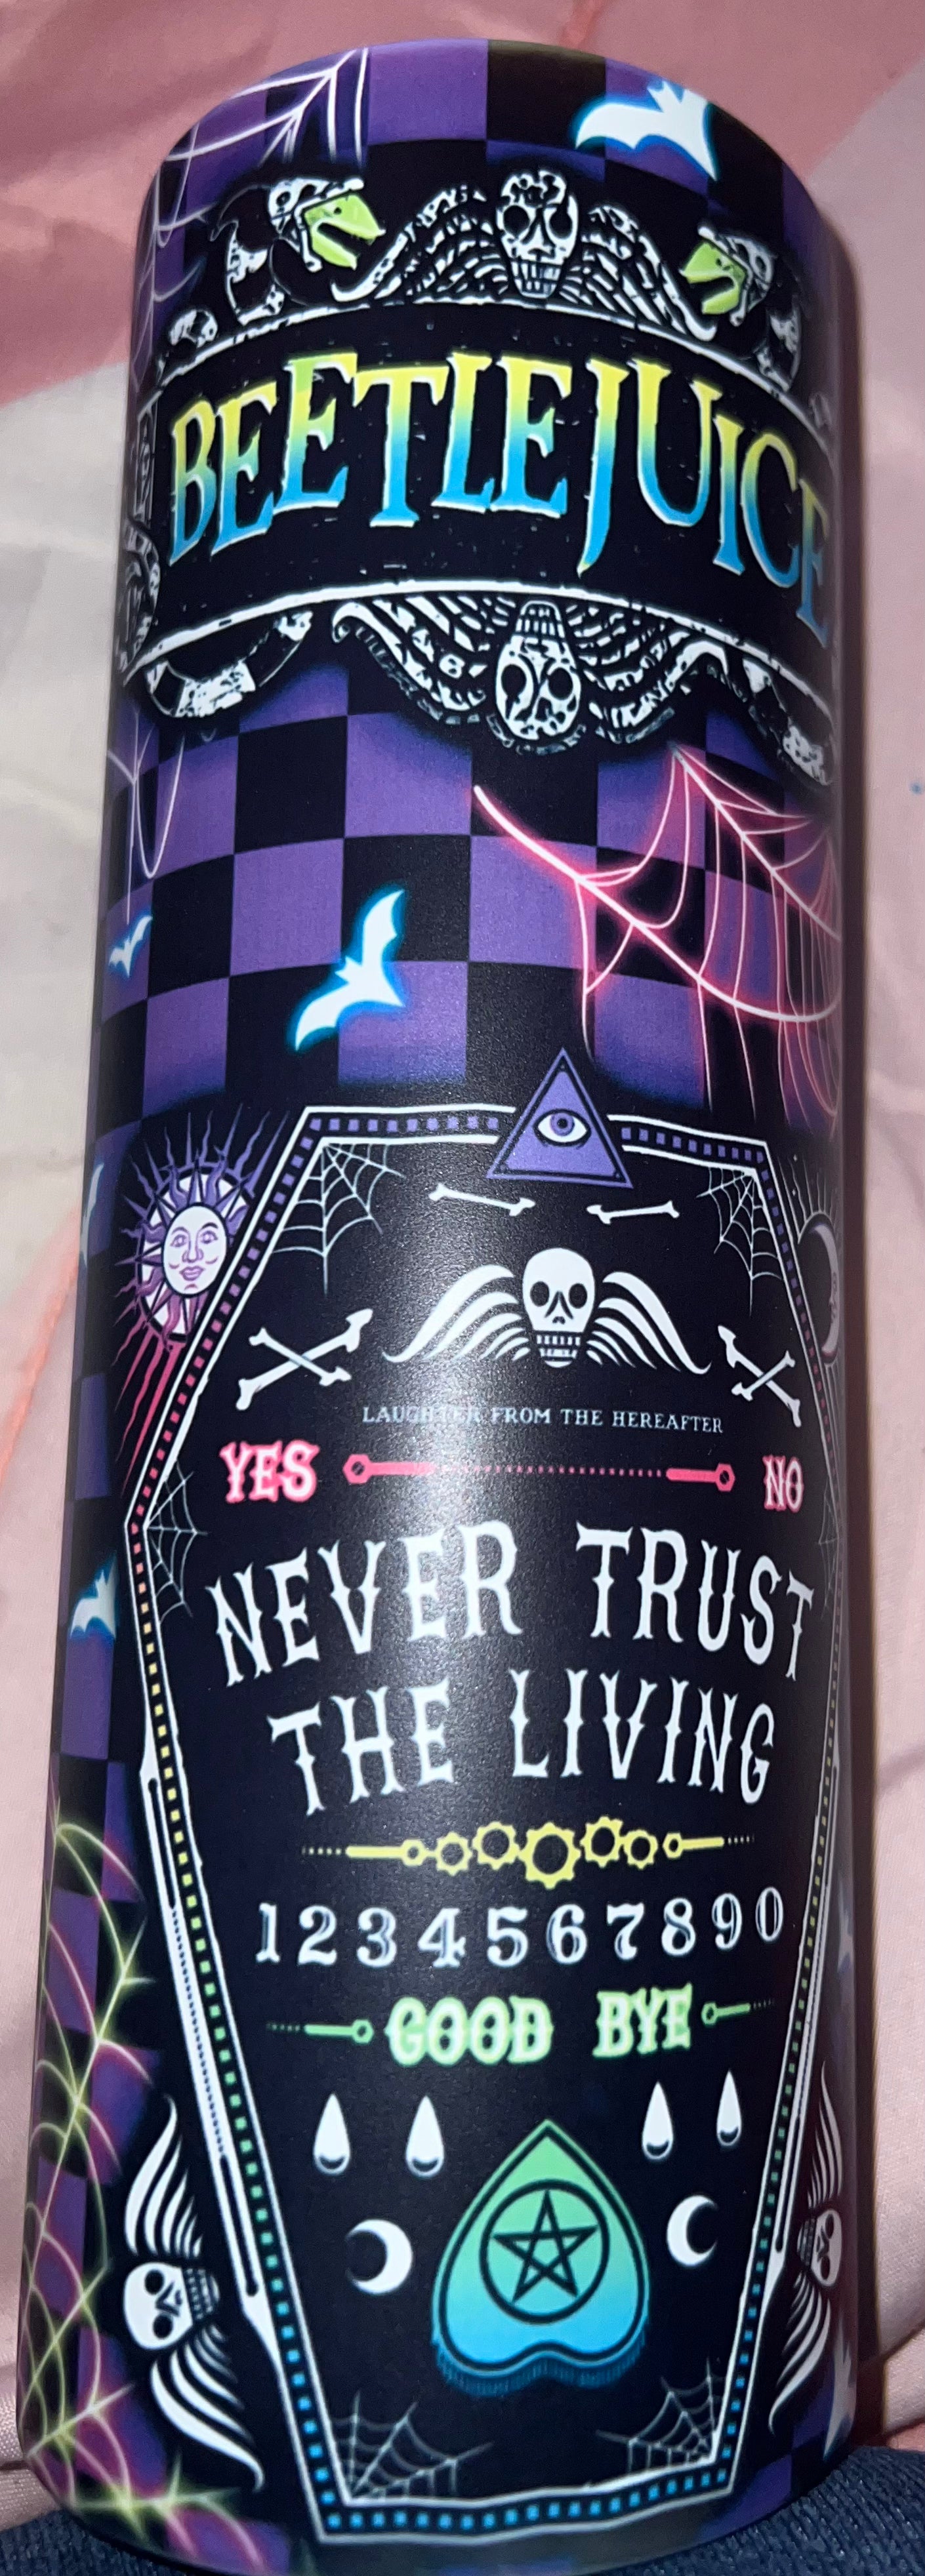 BEETLEJUICE
LAUGHTER FROM THE HEREAFTER
YES NO
NEVER TRUST
THE LIVING
1234567890
GOOD BYE